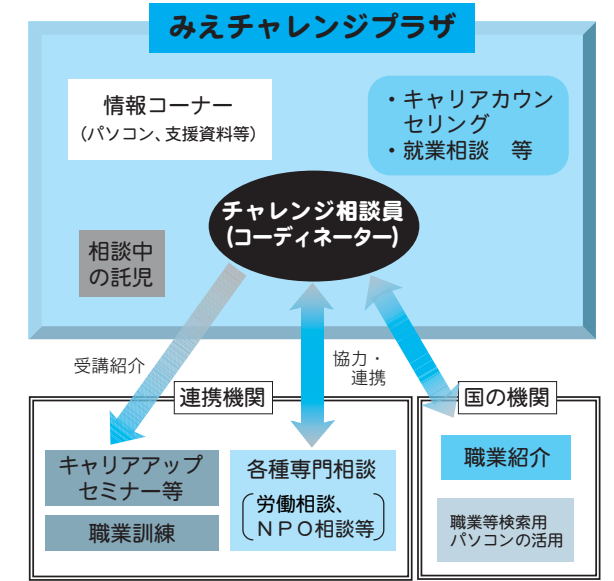 みえチャレンジプラザ
情報コーナー
(パソコン、支援資料等)
・キャリアカウン
セリング
・就業相談　等
チャレンジ相談員
(コーディネーター)
相談中
の託児
受講紹介
協力・
連携
連携機関
キャリアアップ
セミナー等
職業訓練
各種専門相談
(労働相談、
NPO相談等)
国の機関
職業紹介
職業等検索用
パソコンの活用